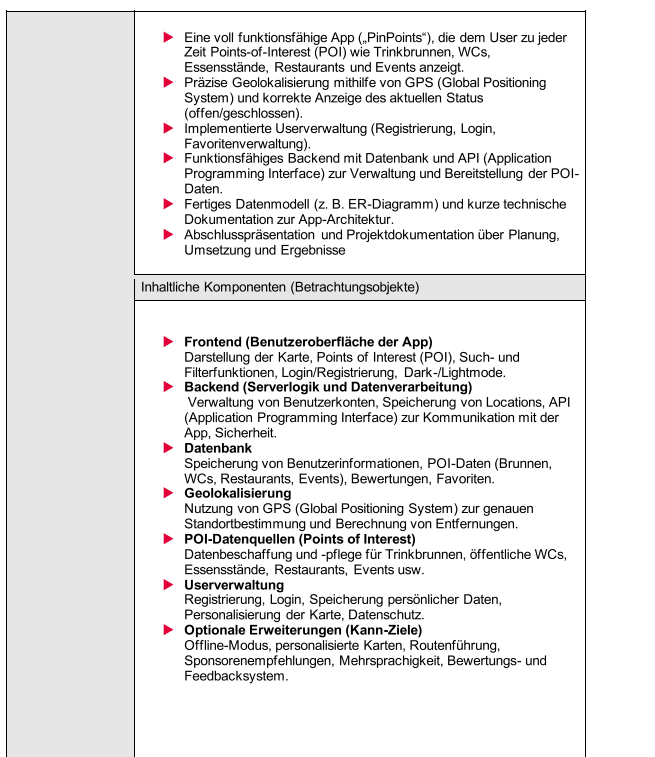 Eine voll funktionsfähige App („PinPoints“), die dem User zu jeder
Zeit Points-of-Interest (POI) wie Trinkbrunnen, WCs,
Essensstände, Restaurants und Events anzeigt.
Präzise Geolokalisierung mithilfe von GPS (Global Positioning
System) und korrekte Anzeige des aktuellen Status
(offen/geschlossen).
Implementierte Userverwaltung (Registrierung, Login,
Favoritenverwaltung).
Funktionsfähiges Backend mit Datenbank und API (Application
Programming Interface) zur Verwaltung und Bereitstellung der POI-
Daten.
Fertiges Datenmodell (z. B. ER-Diagramm) und kurze technische
Dokumentation zur App-Architektur.
Abschlusspräsentation und Projektdokumentation über Planung,
Umsetzung und Ergebnisse
Inhaltliche Komponenten (Betrachtungsobjekte)
Frontend (Benutzeroberfläche der App)
Darstellung der Karte, Points of Interest (POI), Such- und
Filterfunktionen, Login/Registrierung, Dark-/Lightmode.
Backend (Serverlogik und Datenverarbeitung)
Verwaltung von Benutzerkonten, Speicherung von Locations, API
(Application Programming Interface) zur Kommunikation mit der
App, Sicherheit.
Datenbank
Speicherung von Benutzerinformationen, POI-Daten (Brunnen,
WCs, Restaurants, Events), Bewertungen, Favoriten.
Geolokalisierung
Nutzung von GPS (Global Positioning System) zur genauen
Standortbestimmung und Berechnung von Entfernungen.
POI-Datenquellen (Points of Interest)
Datenbeschaffung und -pflege für Trinkbrunnen, öffentliche WCs,
Essensstände, Restaurants, Events usw.
Userverwaltung
Registrierung, Login, Speicherung persönlicher Daten,
Personalisierung der Karte, Datenschutz.
Optionale Erweiterungen (Kann-Ziele)
Offline-Modus, personalisierte Karten, Routenführung,
Sponsorenempfehlungen, Mehrsprachigkeit, Bewertungs- und
Feedbacksystem.